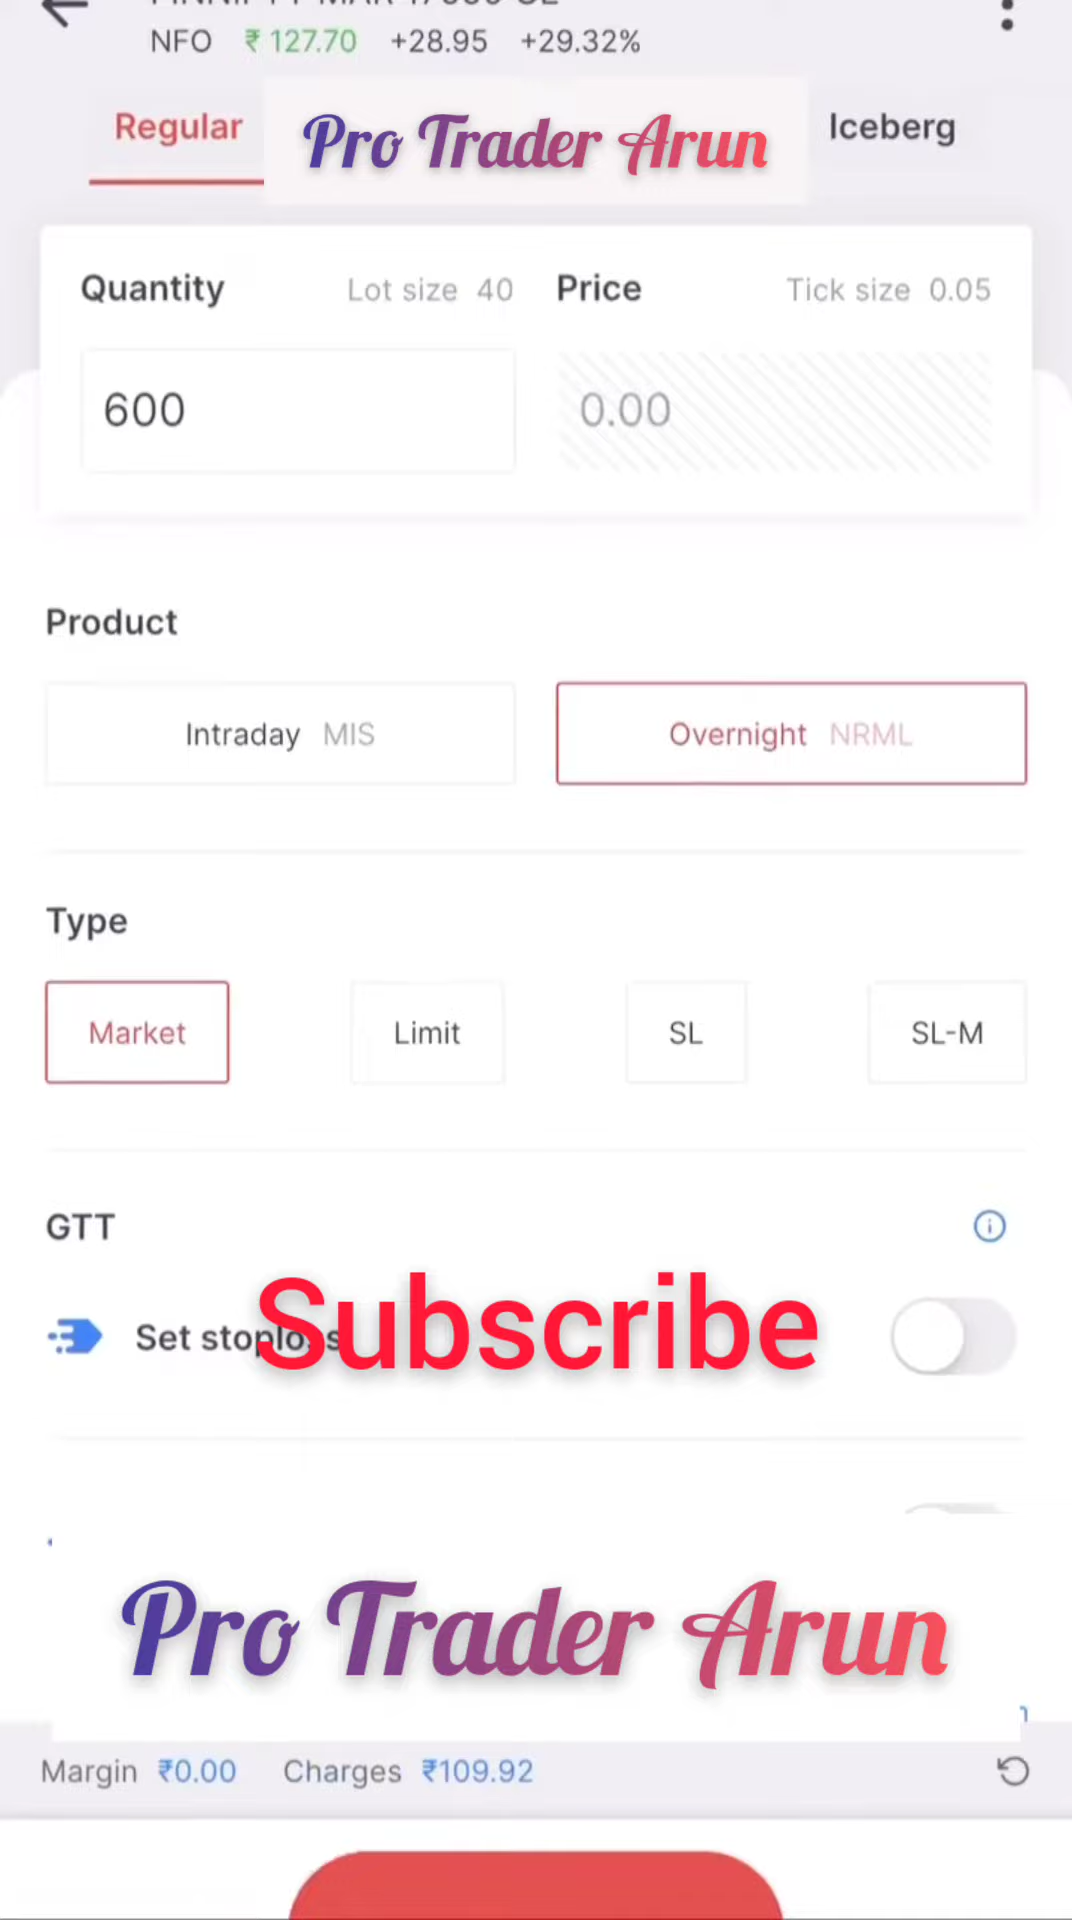 NFO ₹ 127.70 +28.95 +29.32%
Regular Pro Trader Arun Iceberg
Quantity Lot size 40 Price Tick size 0.05
600 0.00
Product
Intraday MIS Overnight NRML
Type
Market Limit SL SL-M
GTT
Set stoploss
Subscribe
Pro Trader Arun
Margin ₹0.00 Charges ₹109.92